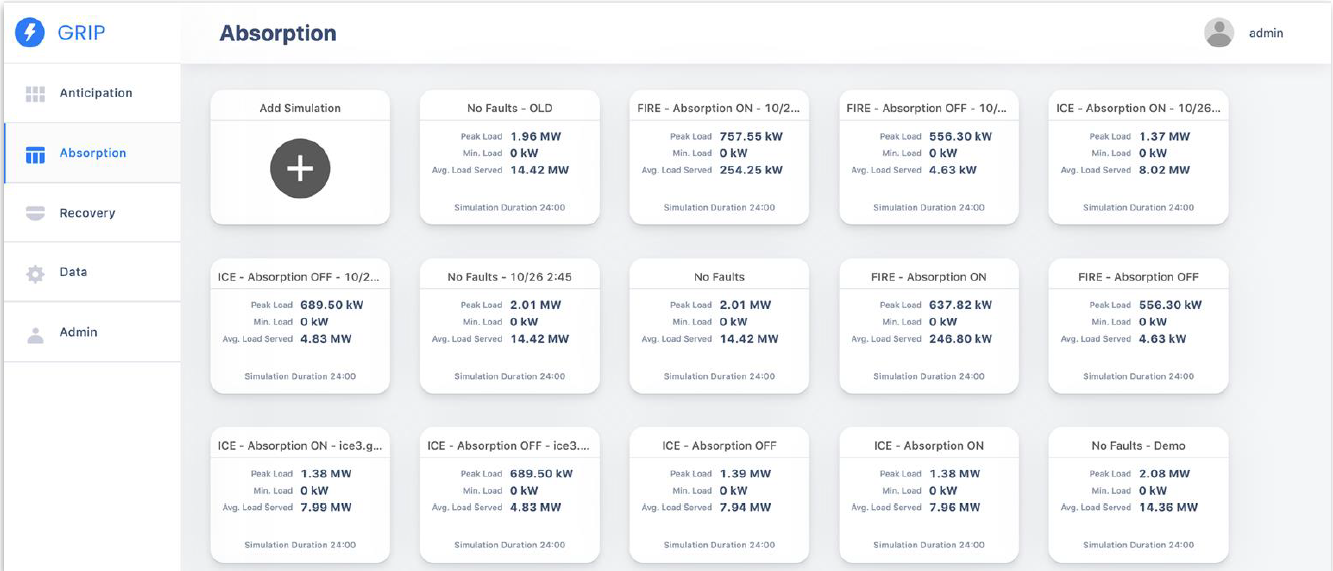 GRIP
Absorption
admin
Anticipation
Absorption
Recovery
Data
Admin
Add Simulation
No Faults - OLD
Peak Load 1.96 MW
Min. Load 0 kW
Avg. Load Served 14.42 MW
Simulation Duration 24:00
FIRE - Absorption ON - 10/2...
Peak Load 757.55 kW
Min. Load 0 kW
Avg. Load Served 254.25 kW
Simulation Duration 24:00
FIRE - Absorption OFF - 10/...
Peak Load 556.30 kW
Min. Load 0 kW
Avg. Load Served 4.63 kW
Simulation Duration 24:00
ICE - Absorption ON - 10/26...
Peak Load 1.37 MW
Min. Load 0 kW
Avg. Load Served 8.02 MW
Simulation Duration 24:00
ICE - Absorption OFF - 10/2...
Peak Load 689.50 kW
Min. Load 0 kW
Avg. Load Served 4.83 MW
Simulation Duration 24:00
No Faults - 10/26 2:45
Peak Load 2.01 MW
Min. Load 0 kW
Avg. Load Served 14.42 MW
Simulation Duration 24:00
No Faults
Peak Load 2.01 MW
Min. Load 0 kW
Avg. Load Served 14.42 MW
Simulation Duration 24:00
FIRE - Absorption ON
Peak Load 637.82 kW
Min. Load 0 kW
Avg. Load Served 246.80 kW
Simulation Duration 24:00
FIRE - Absorption OFF
Peak Load 556.30 kW
Min. Load 0 kW
Avg. Load Served 4.63 kW
Simulation Duration 24:00
ICE - Absorption ON - ice3.g...
Peak Load 1.38 MW
Min. Load 0 kW
Avg. Load Served 7.99 MW
Simulation Duration 24:00
ICE - Absorption OFF - ice3....
Peak Load 689.50 kW
Min. Load 0 kW
Avg. Load Served 4.83 MW
Simulation Duration 24:00
ICE - Absorption OFF
Peak Load 1.39 MW
Min. Load 0 kW
Avg. Load Served 7.94 MW
Simulation Duration 24:00
ICE - Absorption ON
Peak Load 1.38 MW
Min. Load 0 kW
Avg. Load Served 7.96 MW
Simulation Duration 24:00
No Faults - Demo
Peak Load 2.08 MW
Min. Load 0 kW
Avg. Load Served 14.36 MW
Simulation Duration 24:00